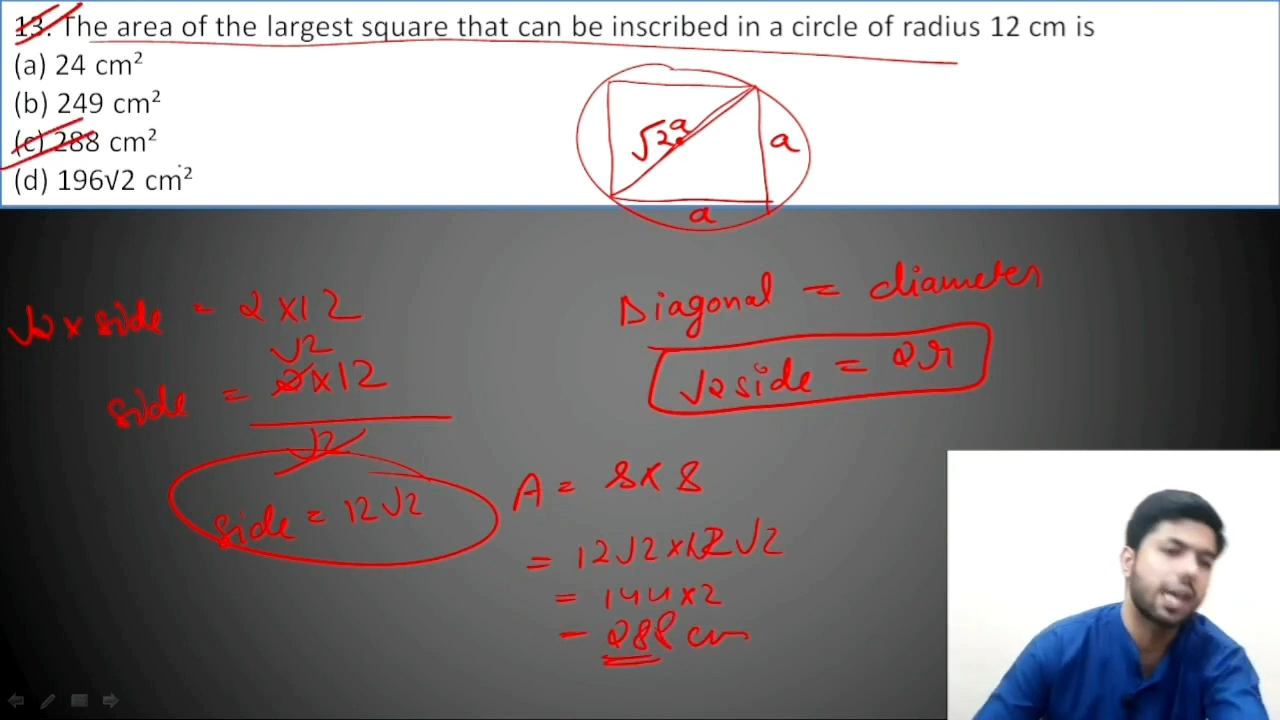 13. The area of the largest square that can be inscribed in a circle of radius 12 cm is
(a) 24 cm²
(b) 249 cm²
(c) 288 cm²
(d) 196√2 cm²
√2a
a
a
Diagonal = diameter
√2 side = 2r
√2 × side = 2 × 12
√2
side = 2 × 12
√2
side = 12√2
A = s × s
= 12√2 × 12√2
= 144 × 2
= 288 cm